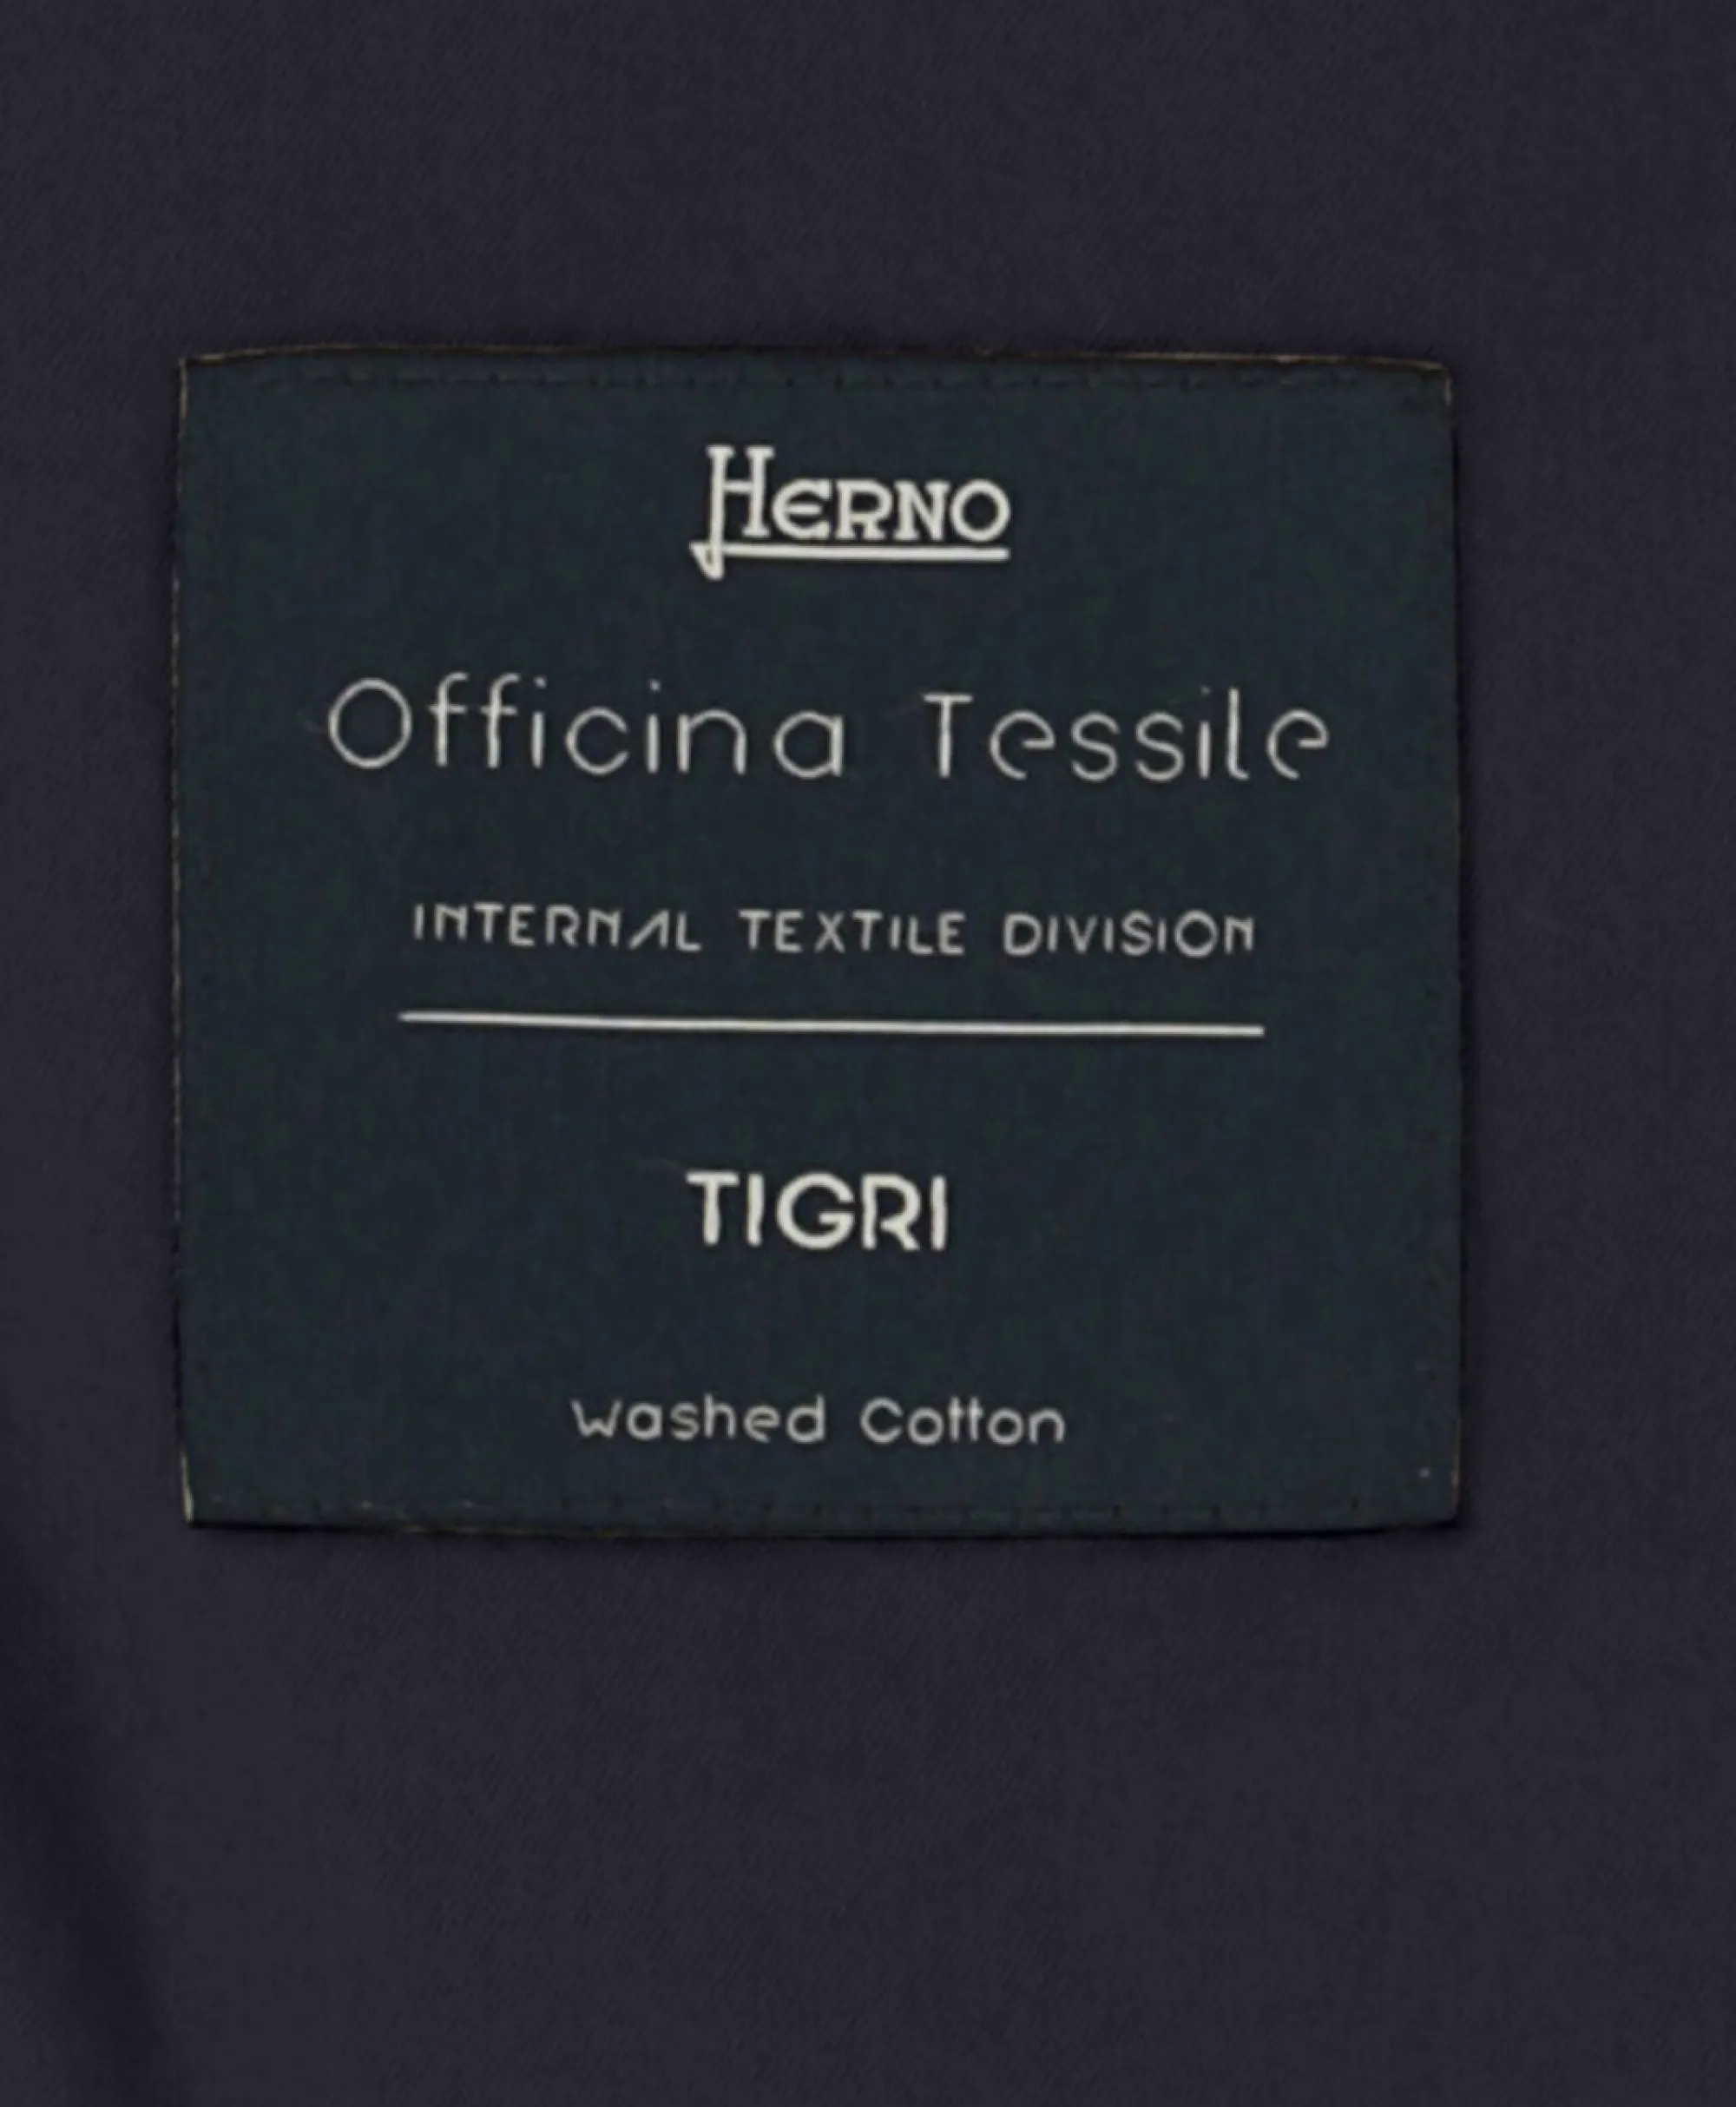 HERNO
Officina Tessile
INTERNAL TEXTILE DIVISION
TIGRI
Washed Cotton